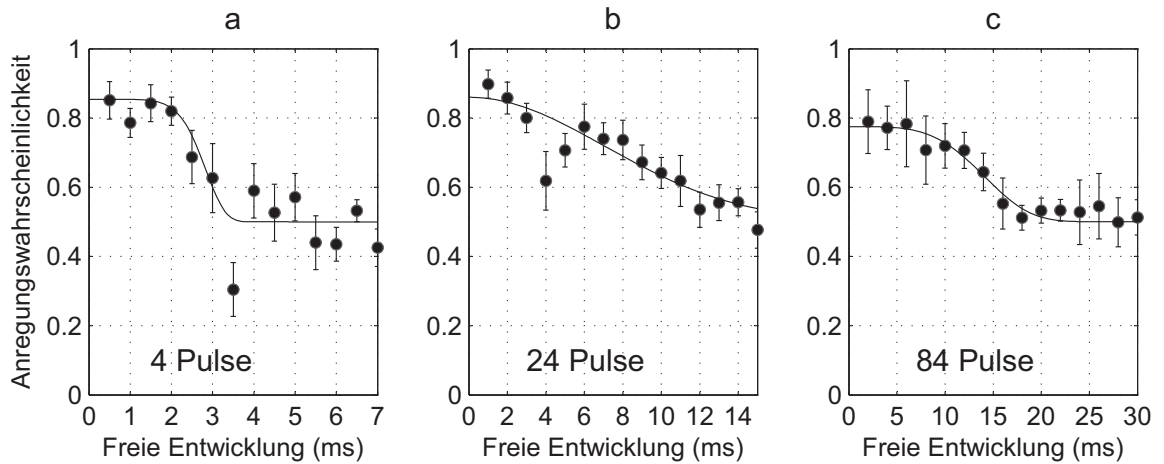 a
b
c
Anregungswahrscheinlichkeit
1
0.8
0.6
0.4
0.2
0
4 Pulse
0 1 2 3 4 5 6 7
Freie Entwicklung (ms)
1
0.8
0.6
0.4
0.2
0
24 Pulse
0 2 4 6 8 10 12 14
Freie Entwicklung (ms)
1
0.8
0.6
0.4
0.2
0
84 Pulse
0 5 10 15 20 25 30
Freie Entwicklung (ms)